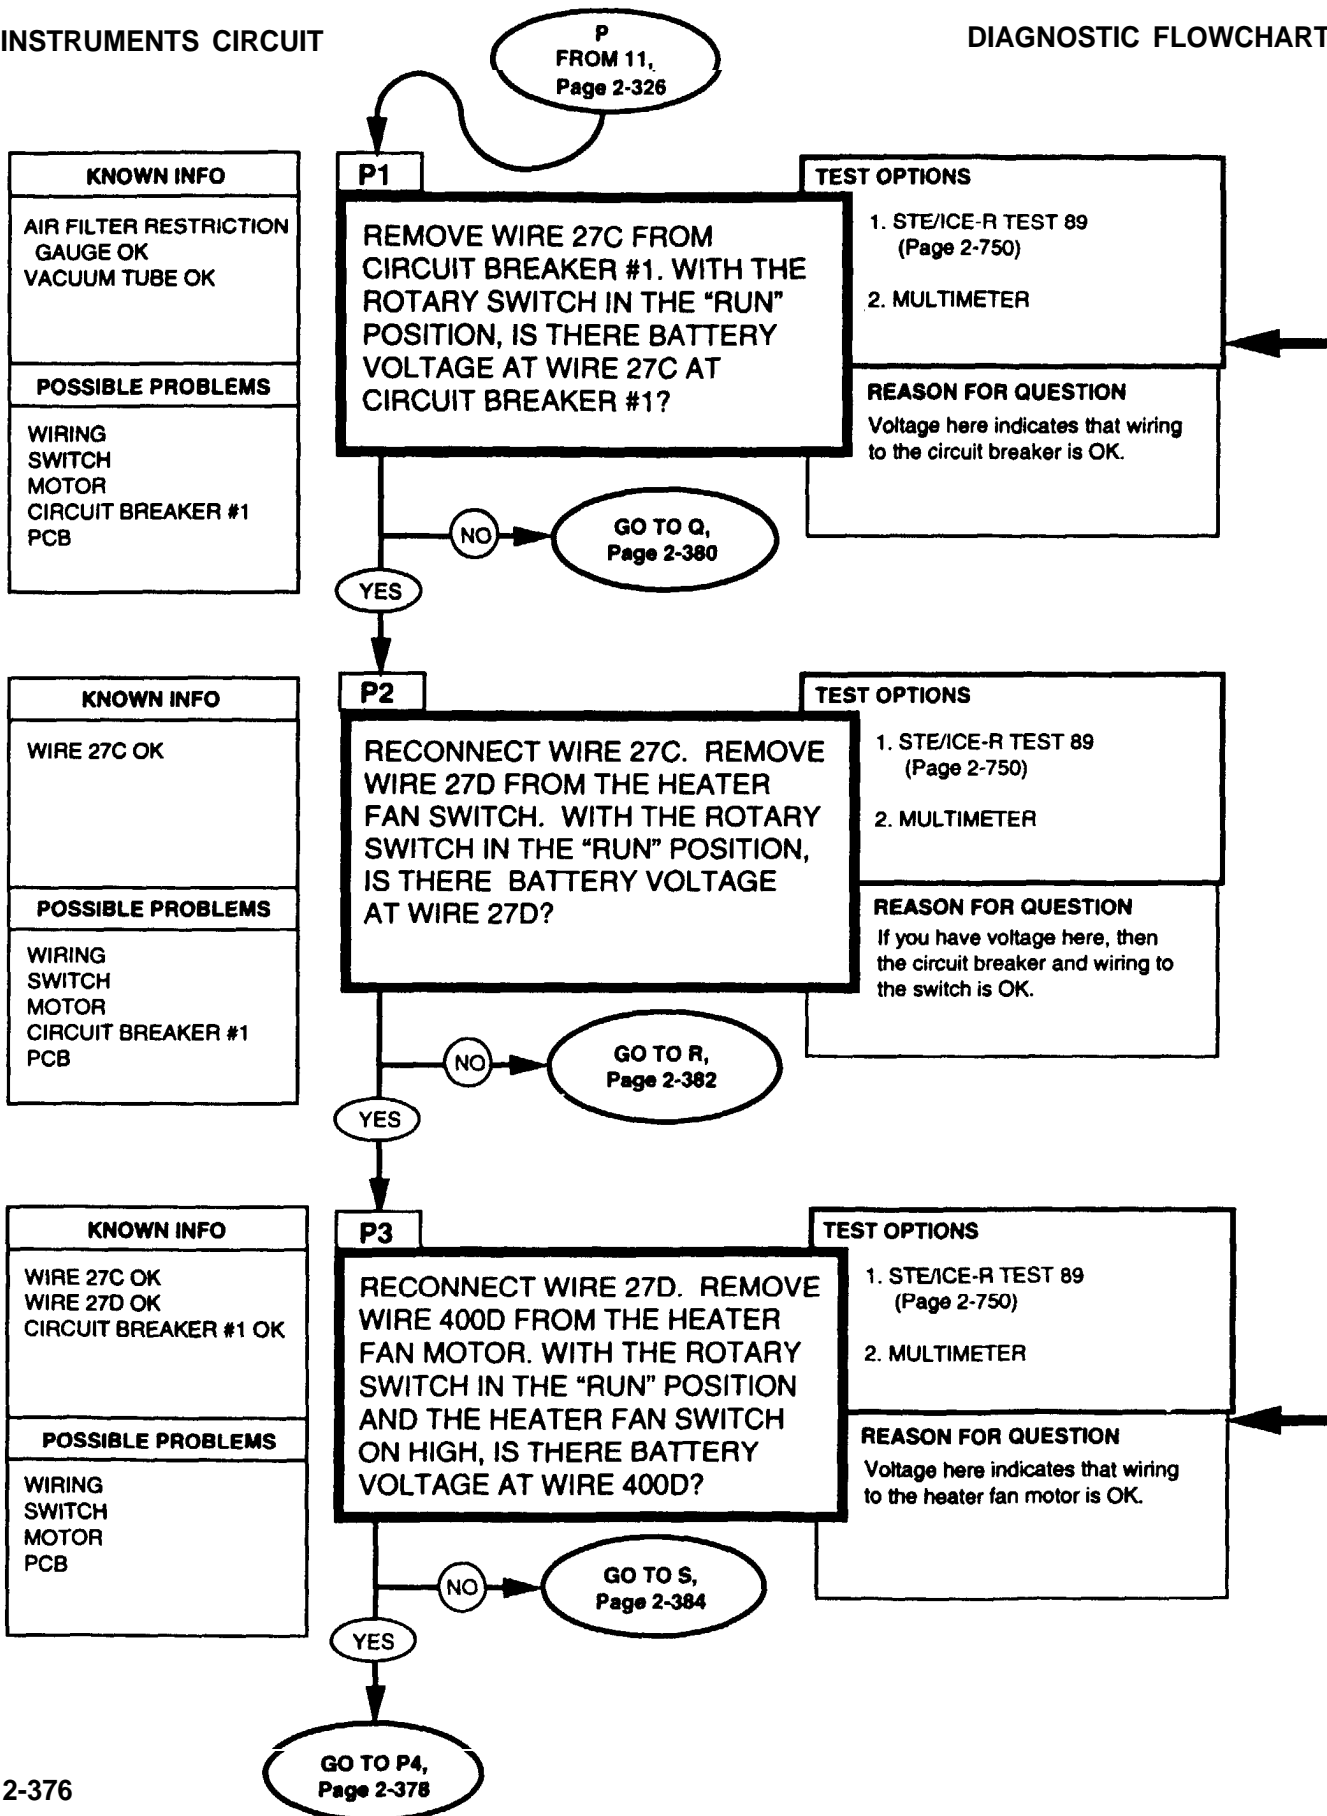 INSTRUMENTS CIRCUIT
DIAGNOSTIC FLOWCHART
P
FROM 11,
Page 2-326
KNOWN INFO
AIR FILTER RESTRICTION
GAUGE OK
VACUUM TUBE OK
POSSIBLE PROBLEMS
WIRING
SWITCH
MOTOR
CIRCUIT BREAKER #1
PCB
P1
REMOVE WIRE 27C FROM
CIRCUIT BREAKER #1. WITH THE
ROTARY SWITCH IN THE “RUN”
POSITION, IS THERE BATTERY
VOLTAGE AT WIRE 27C AT
CIRCUIT BREAKER #1?
TEST OPTIONS
1. STE/ICE-R TEST 89
(Page 2-750)
2. MULTIMETER
REASON FOR QUESTION
Voltage here indicates that wiring
to the circuit breaker is OK.
NO
GO TO Q,
Page 2-380
YES
KNOWN INFO
WIRE 27C OK
POSSIBLE PROBLEMS
WIRING
SWITCH
MOTOR
CIRCUIT BREAKER #1
PCB
P2
RECONNECT WIRE 27C. REMOVE
WIRE 27D FROM THE HEATER
FAN SWITCH. WITH THE ROTARY
SWITCH IN THE “RUN” POSITION,
IS THERE BATTERY VOLTAGE
AT WIRE 27D?
TEST OPTIONS
1. STE/ICE-R TEST 89
(Page 2-750)
2. MULTIMETER
REASON FOR QUESTION
If you have voltage here, then
the circuit breaker and wiring to
the switch is OK.
NO
GO TO R,
Page 2-382
YES
KNOWN INFO
WIRE 27C OK
WIRE 27D OK
CIRCUIT BREAKER #1 OK
POSSIBLE PROBLEMS
WIRING
SWITCH
MOTOR
PCB
P3
RECONNECT WIRE 27D. REMOVE
WIRE 400D FROM THE HEATER
FAN MOTOR. WITH THE ROTARY
SWITCH IN THE “RUN” POSITION
AND THE HEATER FAN SWITCH
ON HIGH, IS THERE BATTERY
VOLTAGE AT WIRE 400D?
TEST OPTIONS
1. STE/ICE-R TEST 89
(Page 2-750)
2. MULTIMETER
REASON FOR QUESTION
Voltage here indicates that wiring
to the heater fan motor is OK.
NO
GO TO S,
Page 2-384
YES
GO TO P4,
Page 2-378
2-376